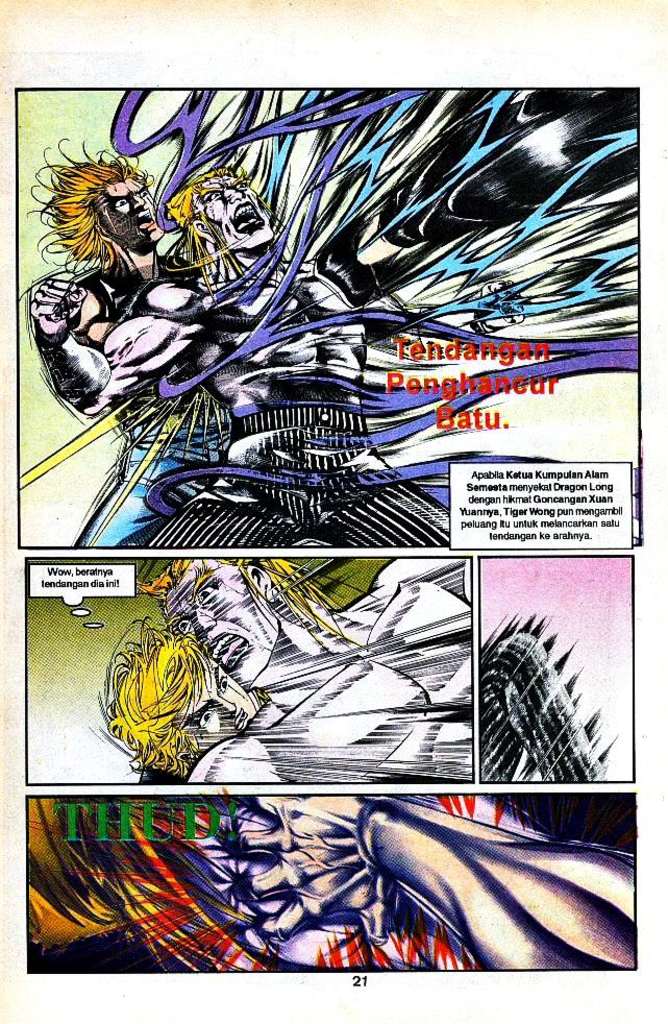 Tendangan
Penghancur
Batu.
Apabila Ketua Kumpulan Alam
Semesta menyekat Dragon Long
dengan hikmat Goncangan Xuan
Yuannya, Tiger Wong pun mengambil
peluang itu untuk melancarkan satu
tendangan ke arahnya.
Wow, beratnya
tendangan dia ini!
THUD!
21